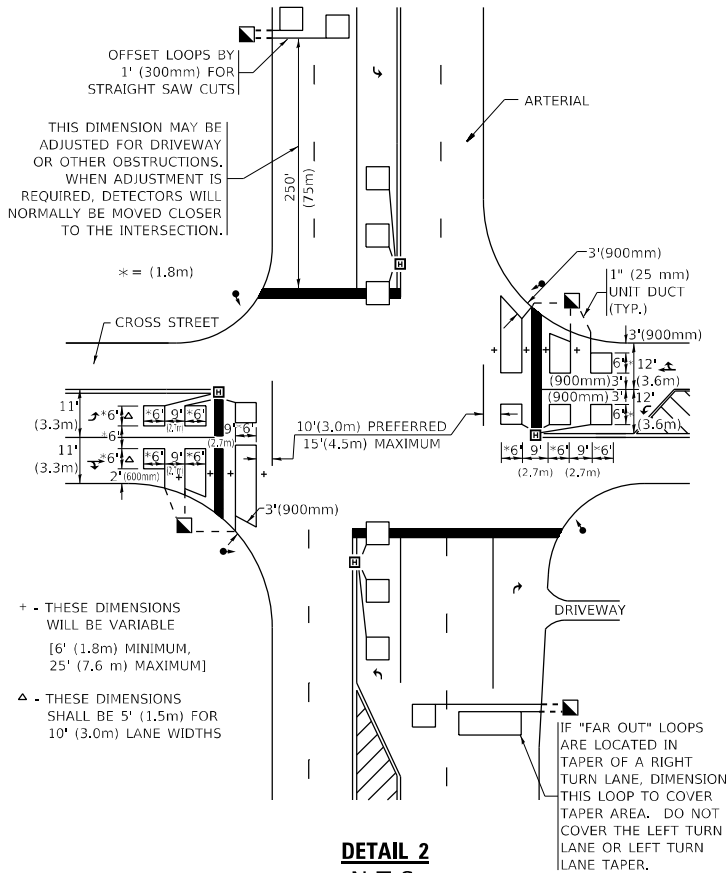 OFFSET LOOPS BY
1' (300mm) FOR
STRAIGHT SAW CUTS
THIS DIMENSION MAY BE
ADJUSTED FOR DRIVEWAY
OR OTHER OBSTRUCTIONS.
WHEN ADJUSTMENT IS
REQUIRED, DETECTORS WILL
NORMALLY BE MOVED CLOSER
TO THE INTERSECTION.
250'
(75m)
* = (1.8m)
ARTERIAL
CROSS STREET
H
3'(900mm)
1" (25 mm)
UNIT DUCT
(TYP.)
3'(900mm)
6'
12'
(3.6m)
(900mm) 3'
(900mm) 3'
12'
6'*
(3.6m)
H
*6' 9' *6' 9' *6'
(2.7m) (2.7m)
10'(3.0m) PREFERRED
15'(4.5m) MAXIMUM
H
11'
(3.3m)
*6' △
*6' 9' *6'
*6'
(2.7m)
9' *6'
11'
(3.3m)
*6' △
*6' 9' *6'
2' (600mm)
3'(900mm)
H
+ - THESE DIMENSIONS
WILL BE VARIABLE
[6' (1.8m) MINIMUM,
25' (7.6 m) MAXIMUM]
△ - THESE DIMENSIONS
SHALL BE 5' (1.5m) FOR
10' (3.0m) LANE WIDTHS
DRIVEWAY
IF "FAR OUT" LOOPS
ARE LOCATED IN
TAPER OF A RIGHT
TURN LANE, DIMENSION
THIS LOOP TO COVER
TAPER AREA. DO NOT
COVER THE LEFT TURN
LANE OR LEFT TURN
LANE TAPER.
DETAIL 2